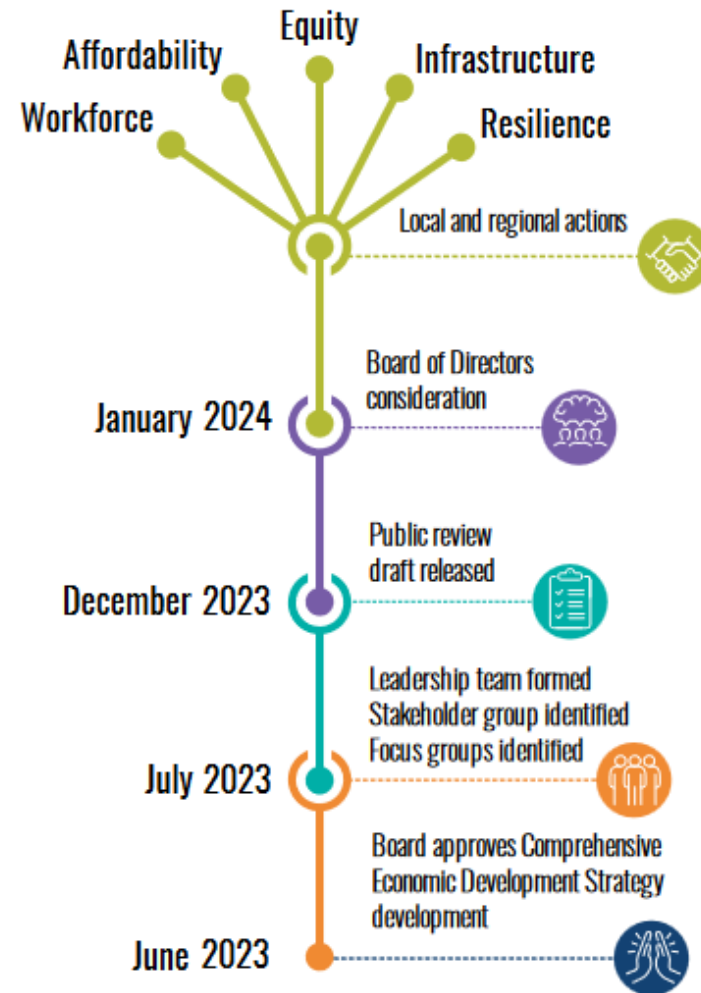 Equity
Affordability
Infrastructure
Workforce
Resilience
Local and regional actions
Board of Directors
consideration
January 2024
Public review
draft released
December 2023
Leadership team formed
Stakeholder group identified
Focus groups identified
July 2023
Board approves Comprehensive
Economic Development Strategy
development
June 2023